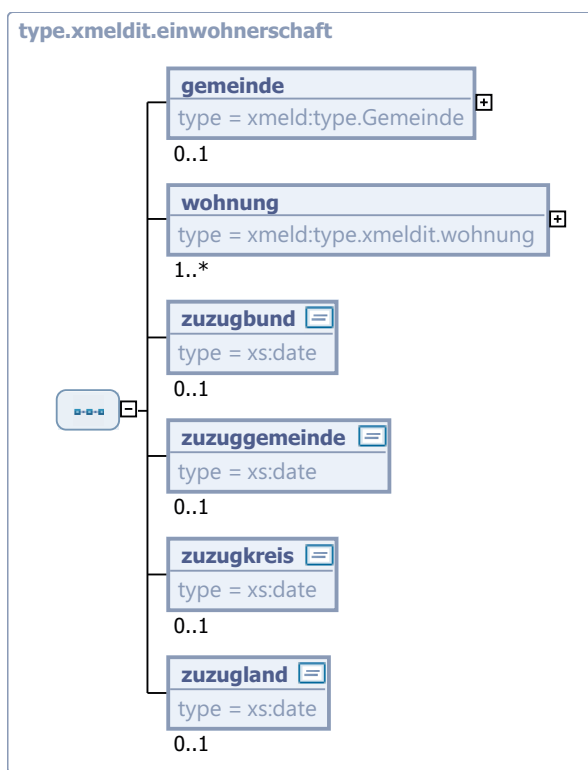 type.xmeldit.einwohnerschaft
gemeinde
type = xmeld:type.Gemeinde
0..1
wohnung
type = xmeld:type.xmeldit.wohnung
1..*
zuzugbund
type = xs:date
0..1
zuzuggemeinde
type = xs:date
0..1
zuzugkreis
type = xs:date
0..1
zuzugland
type = xs:date
0..1